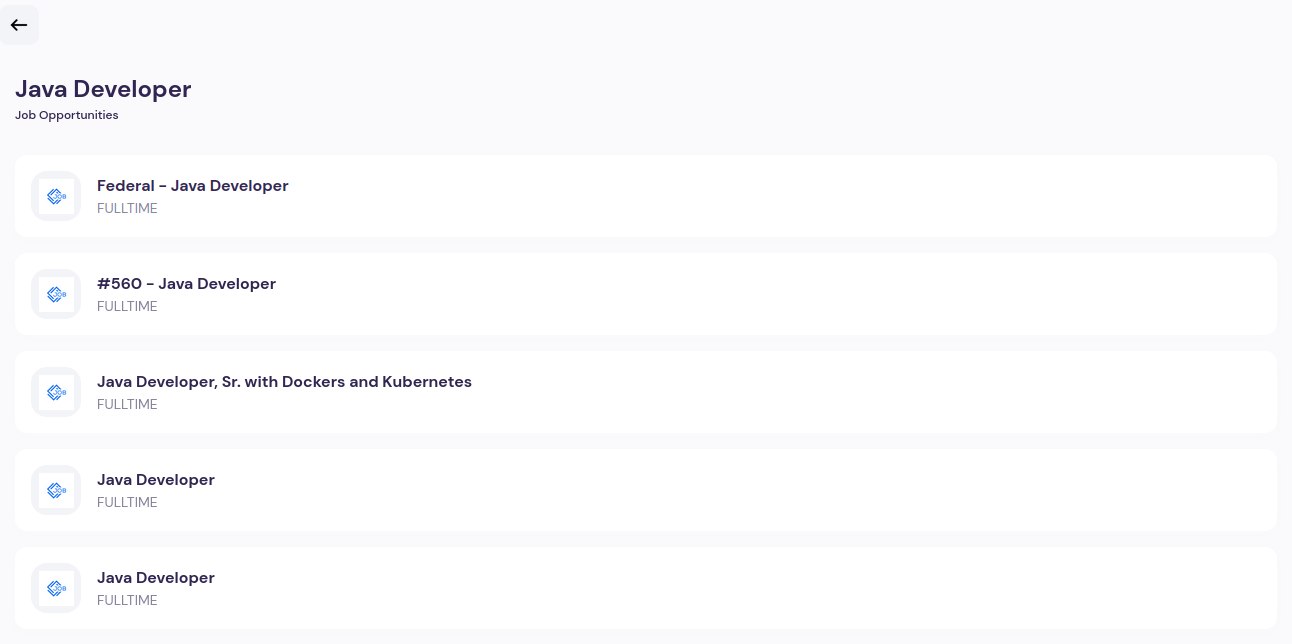 Java Developer
Job Opportunities
Federal - Java Developer
FULLTIME
#560 - Java Developer
FULLTIME
Java Developer, Sr. with Dockers and Kubernetes
FULLTIME
Java Developer
FULLTIME
Java Developer
FULLTIME